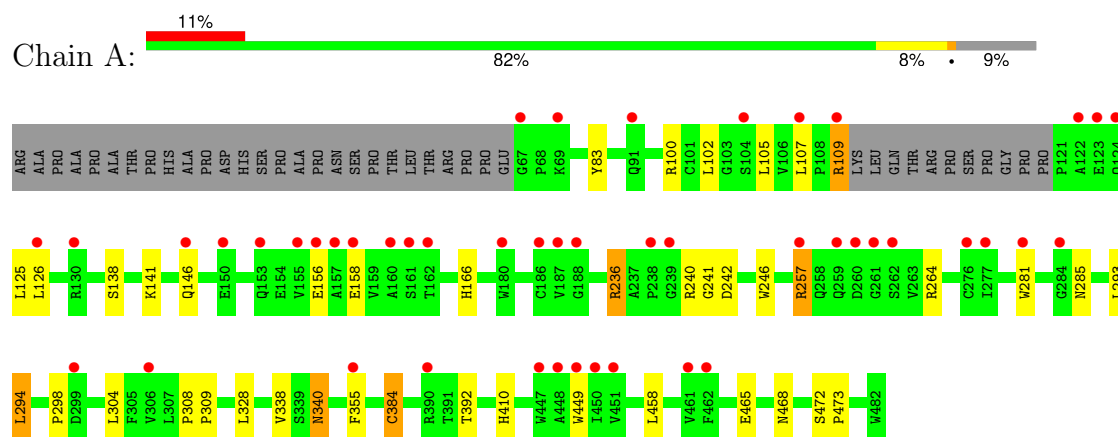 11%
Chain A:
82% 8% • 9%
ARG ALA PRO ALA PRO ALA THR PRO HIS ALA PRO ASP HIS SER SER PRO ALA PRO ASN SER PRO THR LEU THR ARG PRO PRO GLU G67 P68 K69 Y83 Q91 R100 C101 L102 G103 S104 L105 V106 L107 P108 R109 LYS LEU GLN THR ARG PRO SER PRO GLY PRO PRO P121 A122 E123 Q124
L125 L126 R130 S138 K141 Q146 E150 Q153 E154 V155 E156 A157 E158 V159 A160 S161 T162 H166 W180 C186 V187 G188 R236 A237 P238 G239 R240 G241 D242 W246 R257 Q258 Q259 D260 G261 S262 V263 R264 C276 I277 W281 G284 N285 L293
L294 P298 D299 L304 F305 V306 L307 P308 P309 L328 V338 S339 N340 F355 C384 R390 T391 T392 H410 W447 A448 W449 I450 V451 L458 V461 F462 E465 N468 S472 P473 W482